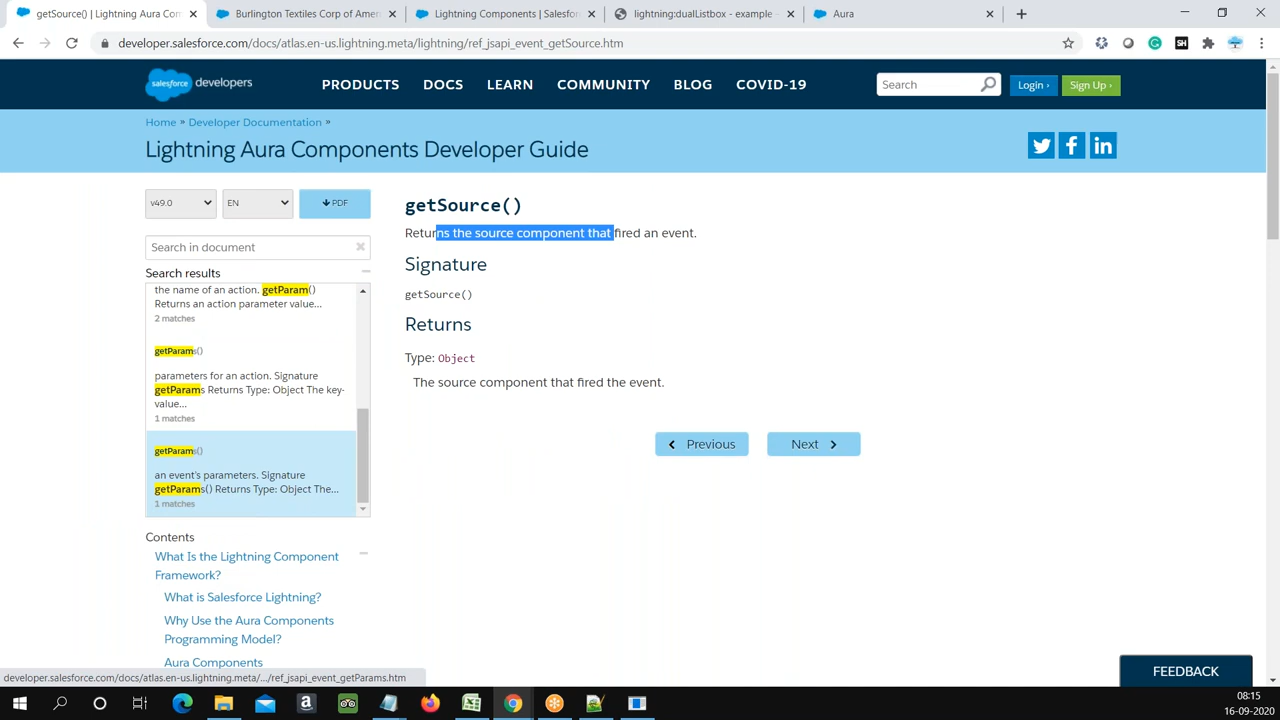 getSource() | Lightning Aura Con
Burlington Textiles Corp of Amer
Lightning Components | Salesfor
lightning:dualListbox - example –
Aura
developer.salesforce.com/docs/atlas.en-us.lightning.meta/lightning/ref_jsapi_event_getSource.htm
SH
salesforce developers
PRODUCTS
DOCS
LEARN
COMMUNITY
BLOG
COVID-19
Search
Login ›
Sign Up ›
Home » Developer Documentation »
Lightning Aura Components Developer Guide
v49.0
EN
PDF
Search in document
Search results
the name of an action. getParam()
Returns an action parameter value...
2 matches
getParams()
parameters for an action. Signature
getParams Returns Type: Object The key-
value...
1 matches
getParams()
an event's parameters. Signature
getParams() Returns Type: Object The...
1 matches
Contents
What Is the Lightning Component
Framework?
What is Salesforce Lightning?
Why Use the Aura Components
Programming Model?
Aura Components
getSource()
Returns the source component that fired an event.
Signature
getSource()
Returns
Type: Object
The source component that fired the event.
Previous
Next
FEEDBACK
developer.salesforce.com/docs/atlas.en-us.lightning.meta/.../ref_jsapi_event_getParams.htm
08:15
16-09-2020